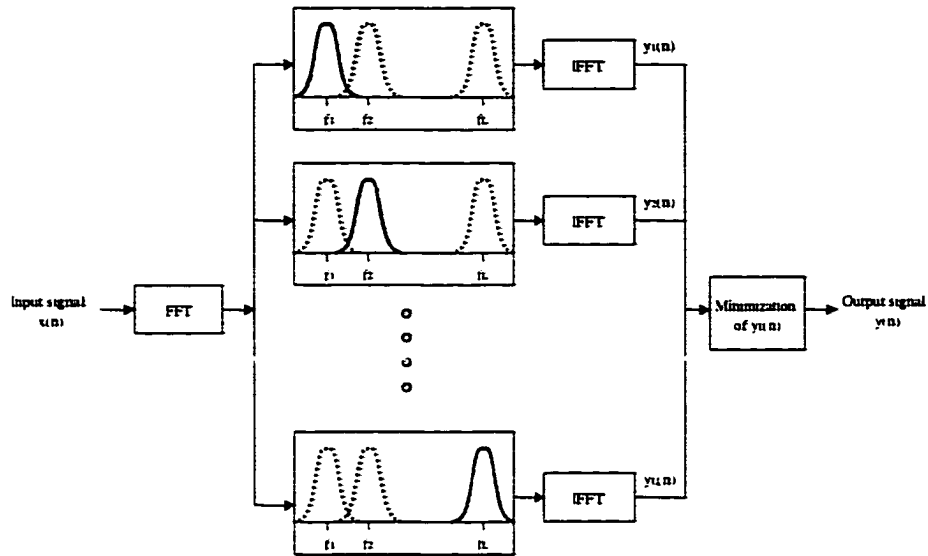 y1(n)
IFFT
f1 f2 fL
y2(n)
IFFT
f1 f2 fL
Input signal
x(n)
FFT
Minimization
of yi(n)
Output signal
y(n)
yL(n)
IFFT
f1 f2 fL